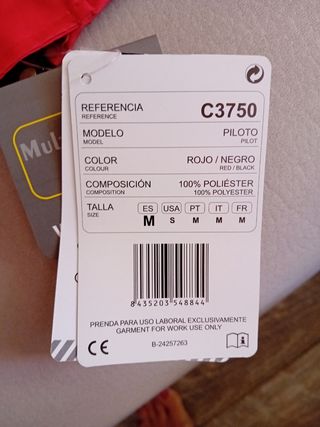 Mul
REFERENCIA C3750
REFERENCE
MODELO PILOTO
MODEL PILOT
COLOR ROJO / NEGRO
COLOUR RED / BLACK
COMPOSICIÓN 100% POLIÉSTER
COMPOSITION 100% POLYESTER
TALLA ES USA PT IT FR
SIZE M S M M M
8435203548844
PRENDA PARA USO LABORAL EXCLUSIVAMENTE
GARMENT FOR WORK USE ONLY
CE B-24257263 i